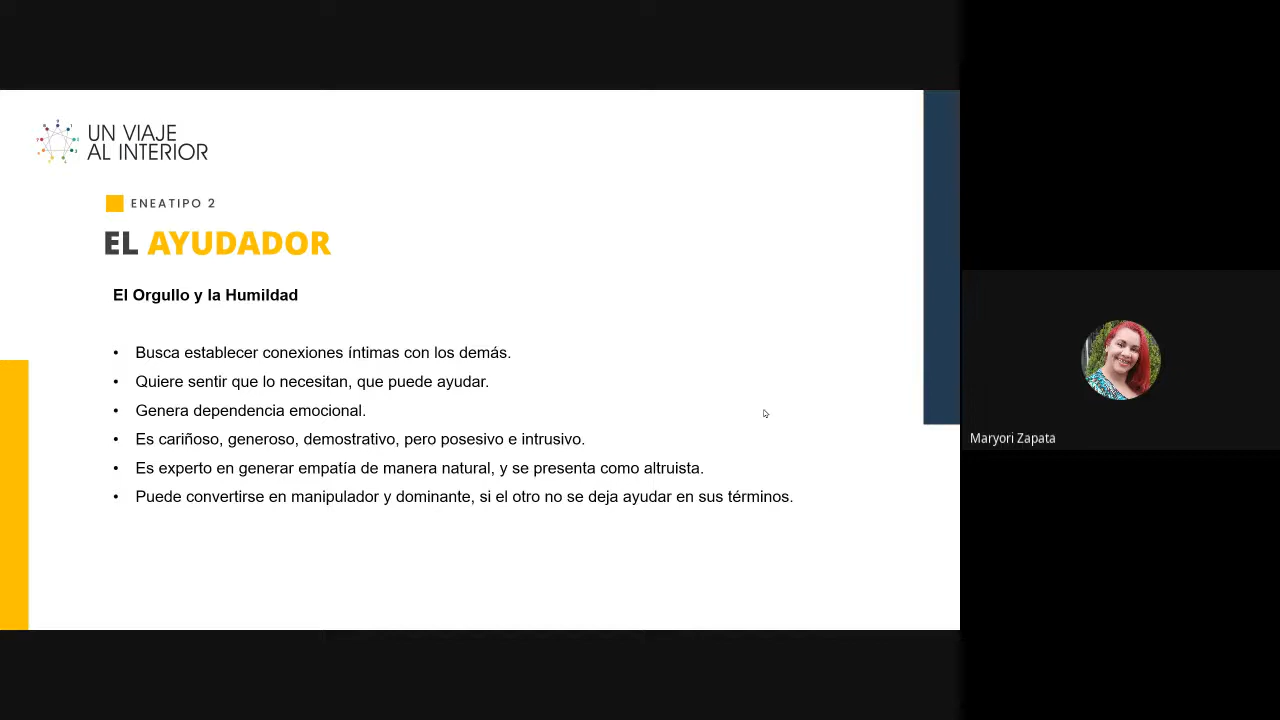 UN VIAJE
AL INTERIOR
ENEATIPO 2
EL AYUDADOR
El Orgullo y la Humildad
• Busca establecer conexiones íntimas con los demás.
• Quiere sentir que lo necesitan, que puede ayudar.
• Genera dependencia emocional.
• Es cariñoso, generoso, demostrativo, pero posesivo e intrusivo.
• Es experto en generar empatía de manera natural, y se presenta como altruista.
• Puede convertirse en manipulador y dominante, si el otro no se deja ayudar en sus términos.
Maryori Zapata